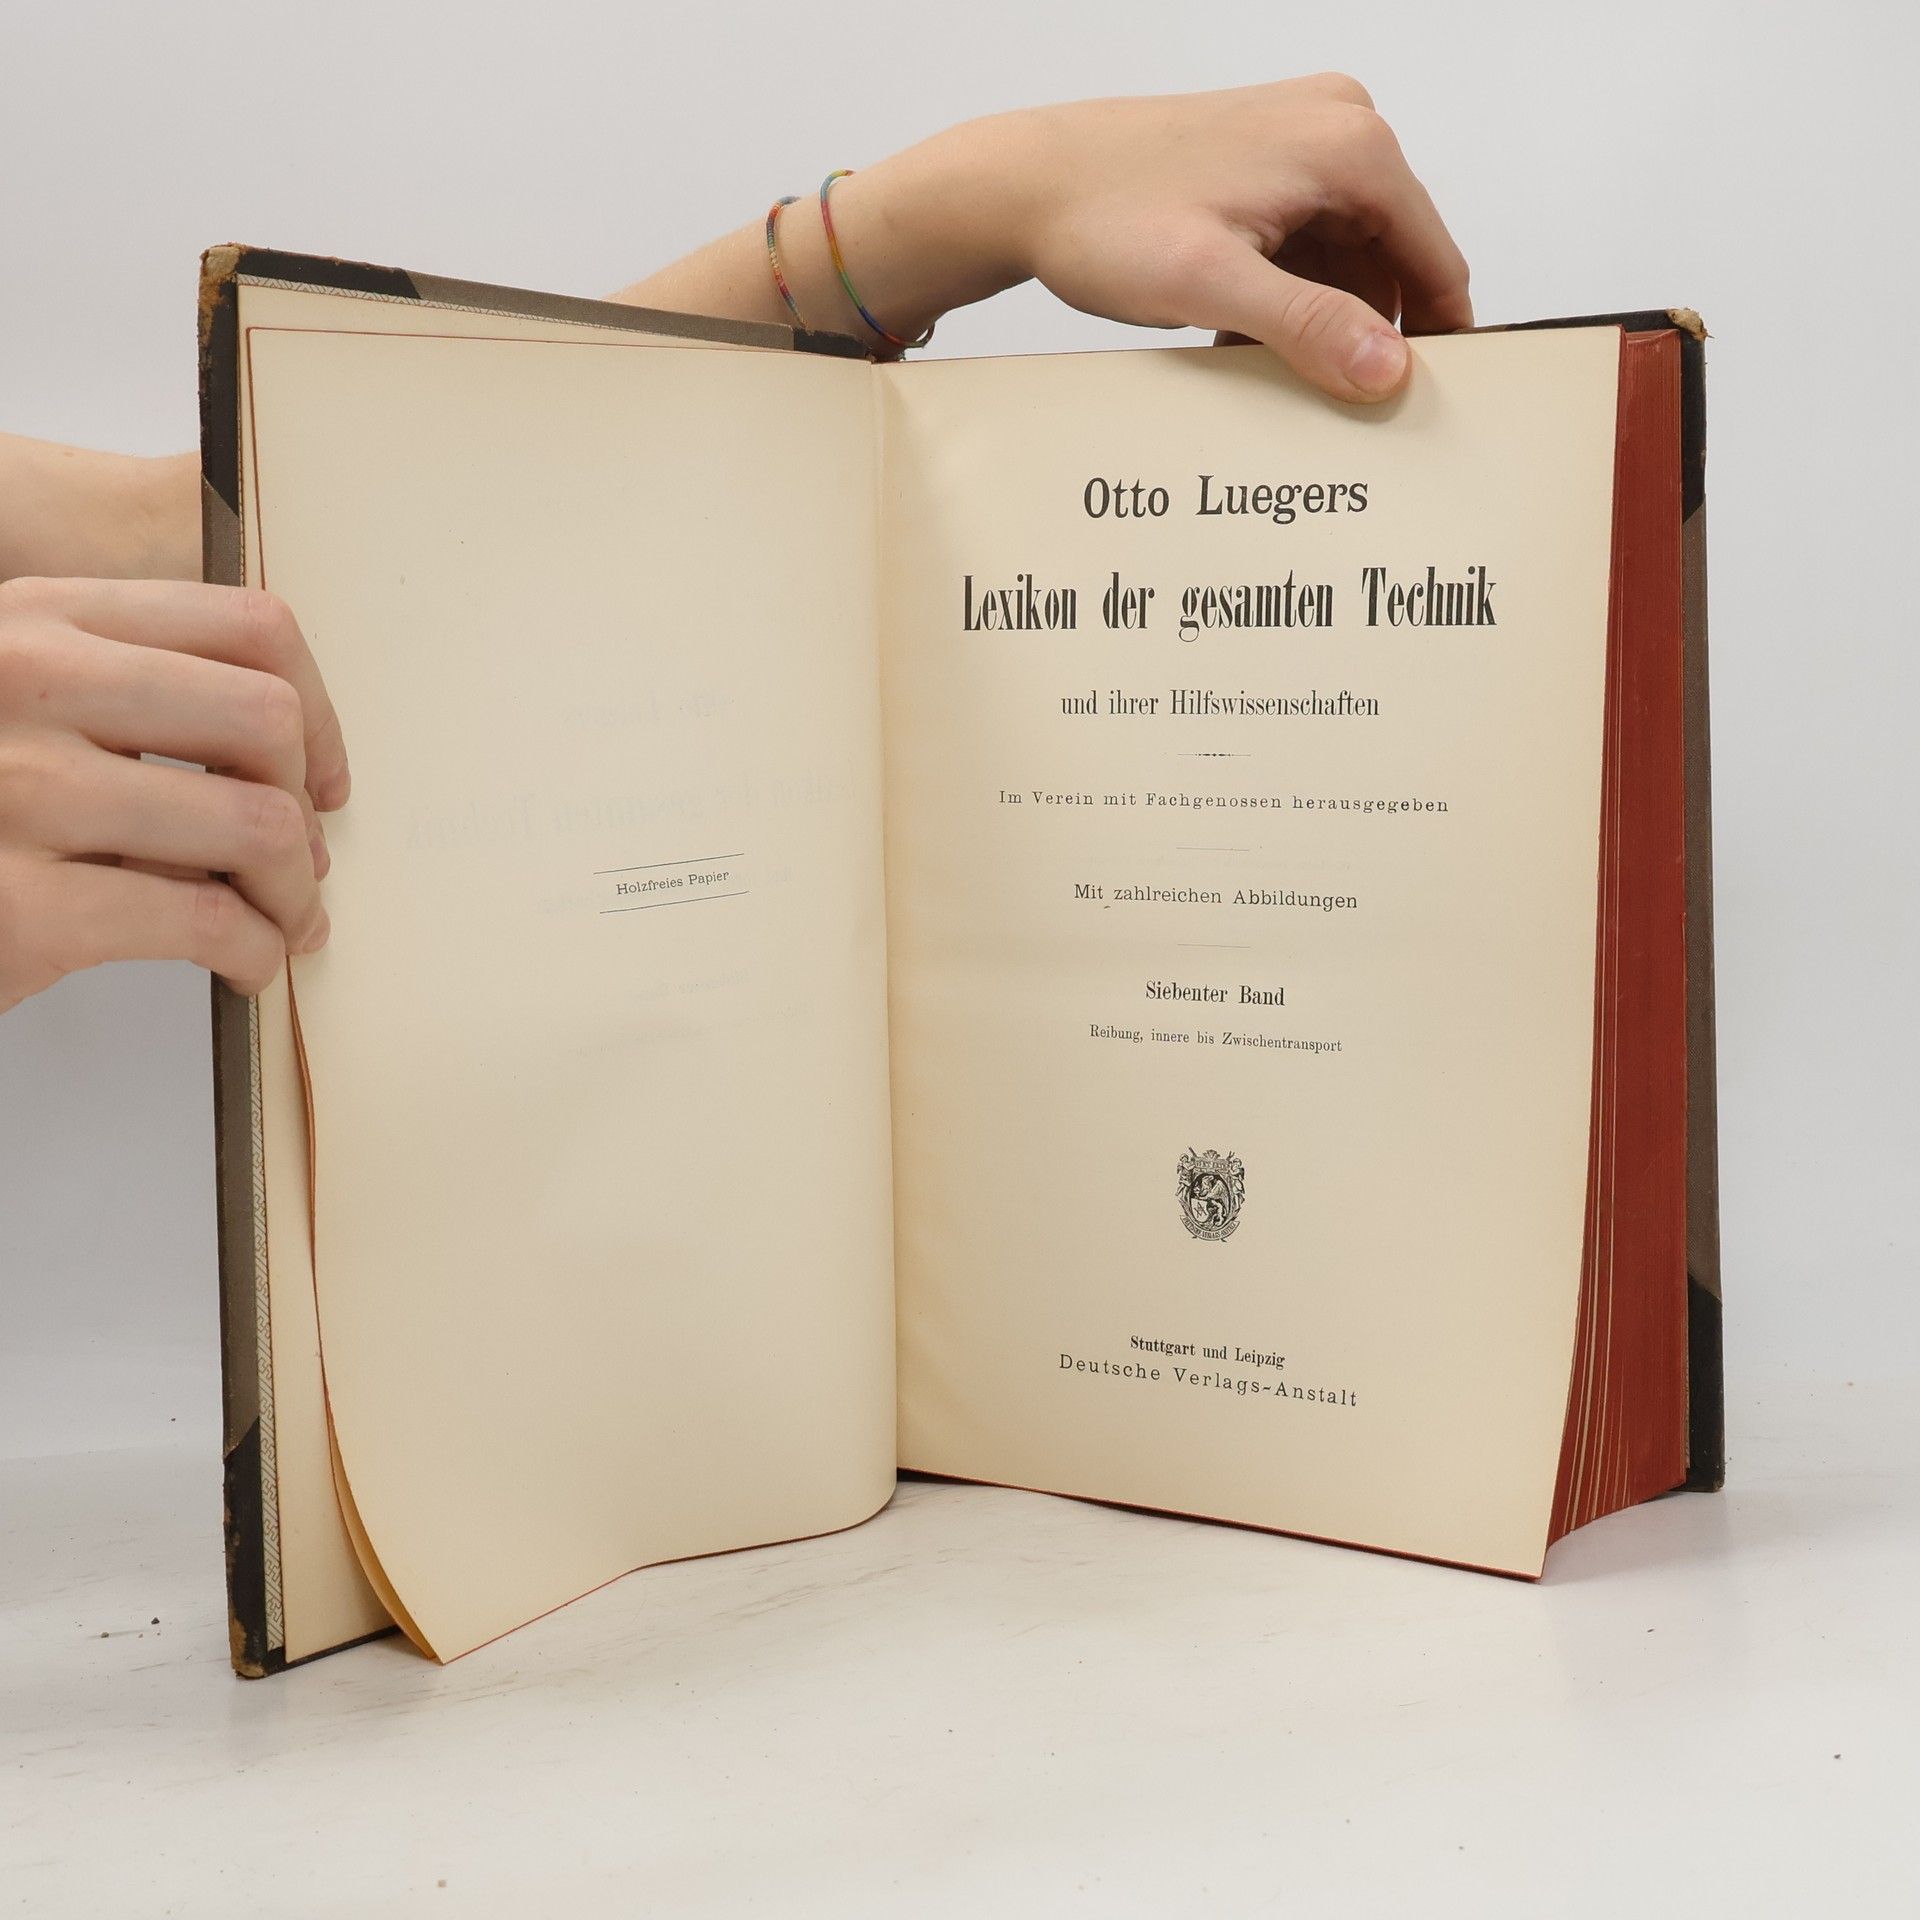 Holzfreies Papier
Otto Luegers
Lexikon der gesamten Technik
und ihrer Hilfswissenschaften
Im Verein mit Fachgenossen herausgegeben
Mit zahlreichen Abbildungen
Siebenter Band
Reibung, innere bis Zwischentransport
Stuttgart und Leipzig
Deutsche Verlags-Anstalt